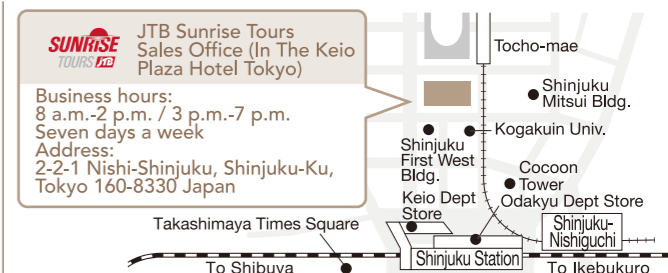 SUNRISE
TOURS JTB
JTB Sunrise Tours
Sales Office (In The Keio
Plaza Hotel Tokyo)
Business hours:
8 a.m.-2 p.m. / 3 p.m.-7 p.m.
Seven days a week
Address:
2-2-1 Nishi-Shinjuku, Shinjuku-Ku,
Tokyo 160-8330 Japan
Tocho-mae
Shinjuku
Mitsui Bldg.
Kogakuin Univ.
Shinjuku
First West
Bldg.
Cocoon
Tower
Keio Dept
Store
Odakyu Dept Store
Shinjuku-
Nishiguchi
Takashimaya Times Square
Shinjuku Station
To Shibuya
To Ikebukuro